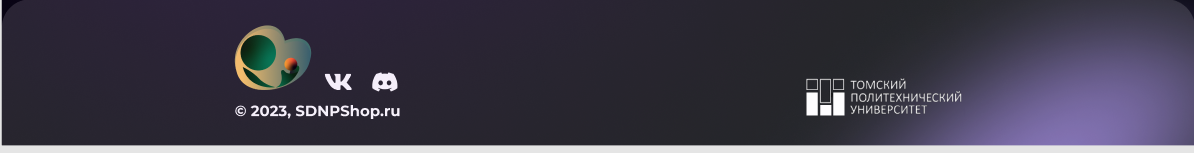 © 2023, SDNPShop.ru
ТОМСКИЙ
ПОЛИТЕХНИЧЕСКИЙ
УНИВЕРСИТЕТ